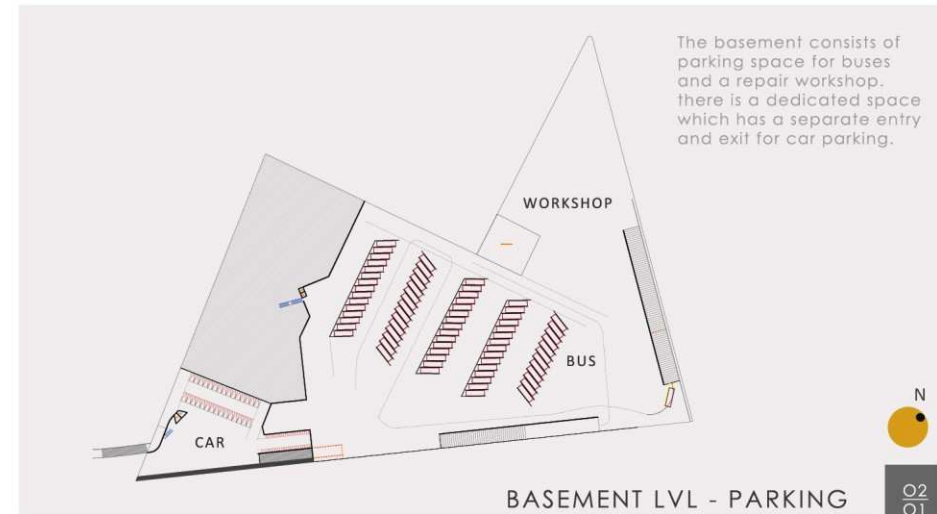 The basement consists of
parking space for buses
and a repair workshop.
there is a dedicated space
which has a separate entry
and exit for car parking.
WORKSHOP
BUS
CAR
N
BASEMENT LVL - PARKING
02
01